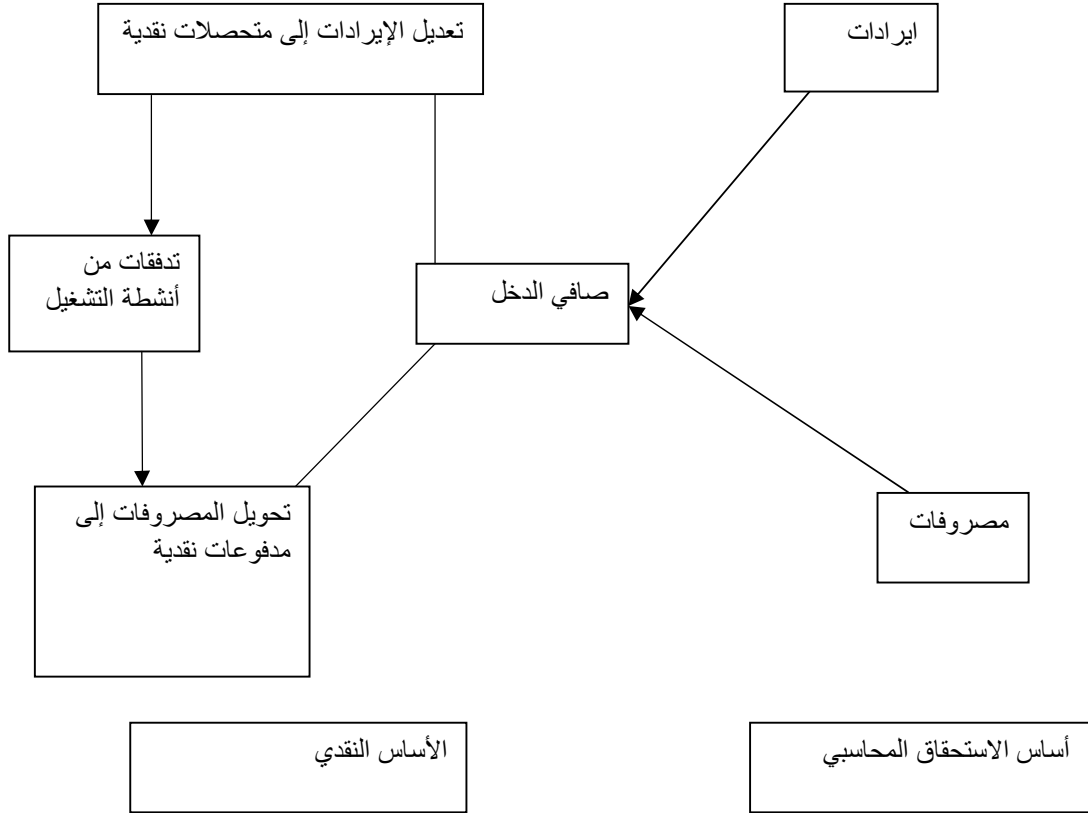 ايرادات
تعديل الإيرادات إلى متحصلات نقدية
صافي الدخل
تدفقات من
أنشطة التشغيل
مصروفات
تحويل المصروفات إلى
مدفوعات نقدية
أساس الاستحقاق المحاسبي
الأساس النقدي